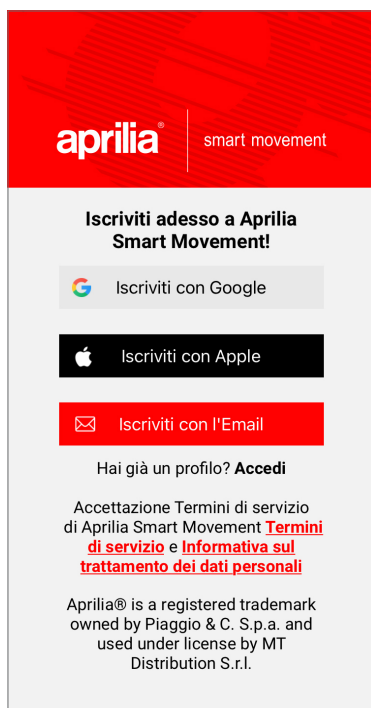 aprilia®
smart movement
Iscriviti adesso a Aprilia
Smart Movement!
Iscriviti con Google
Iscriviti con Apple
Iscriviti con l'Email
Hai già un profilo? Accedi
Accettazione Termini di servizio
di Aprilia Smart Movement Termini
di servizio e Informativa sul
trattamento dei dati personali
Aprilia® is a registered trademark
owned by Piaggio & C. S.p.a. and
used under license by MT
Distribution S.r.l.